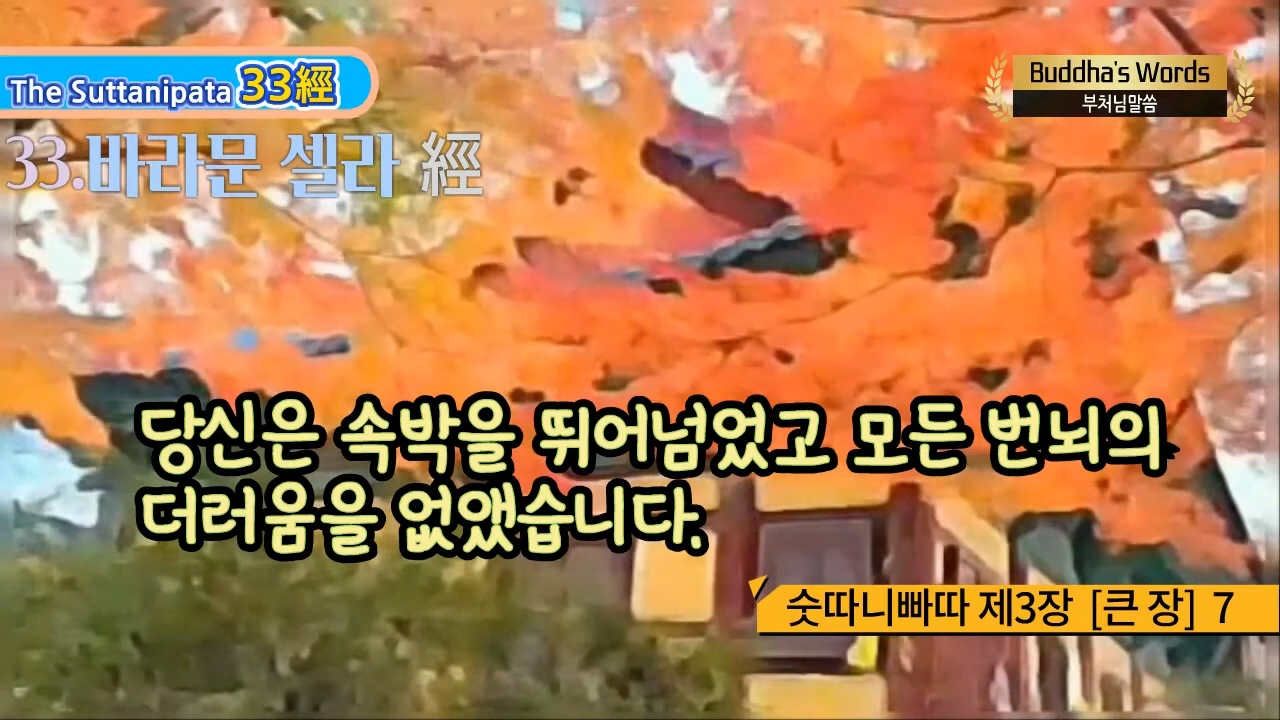 The Suttanipata 33經
Buddha's Words
부처님말씀
33.바라문 셀라 經
당신은 속박을 뛰어넘었고 모든 번뇌의
더러움을 없앴습니다.
숫따니빠따 제3장 [큰 장] 7